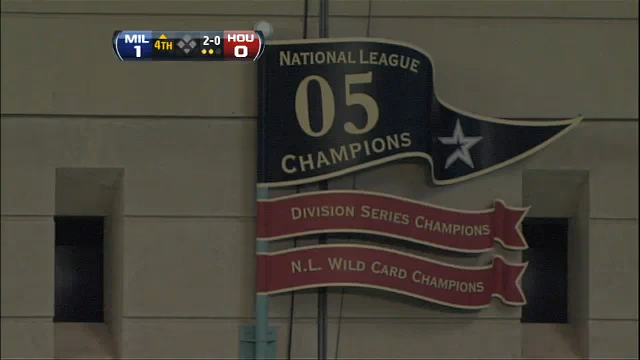 MIL 4TH 2-0 HOU
1 0
NATIONAL LEAGUE
05
CHAMPIONS
DIVISION SERIES CHAMPIONS
N.L. WILD CARD CHAMPIONS